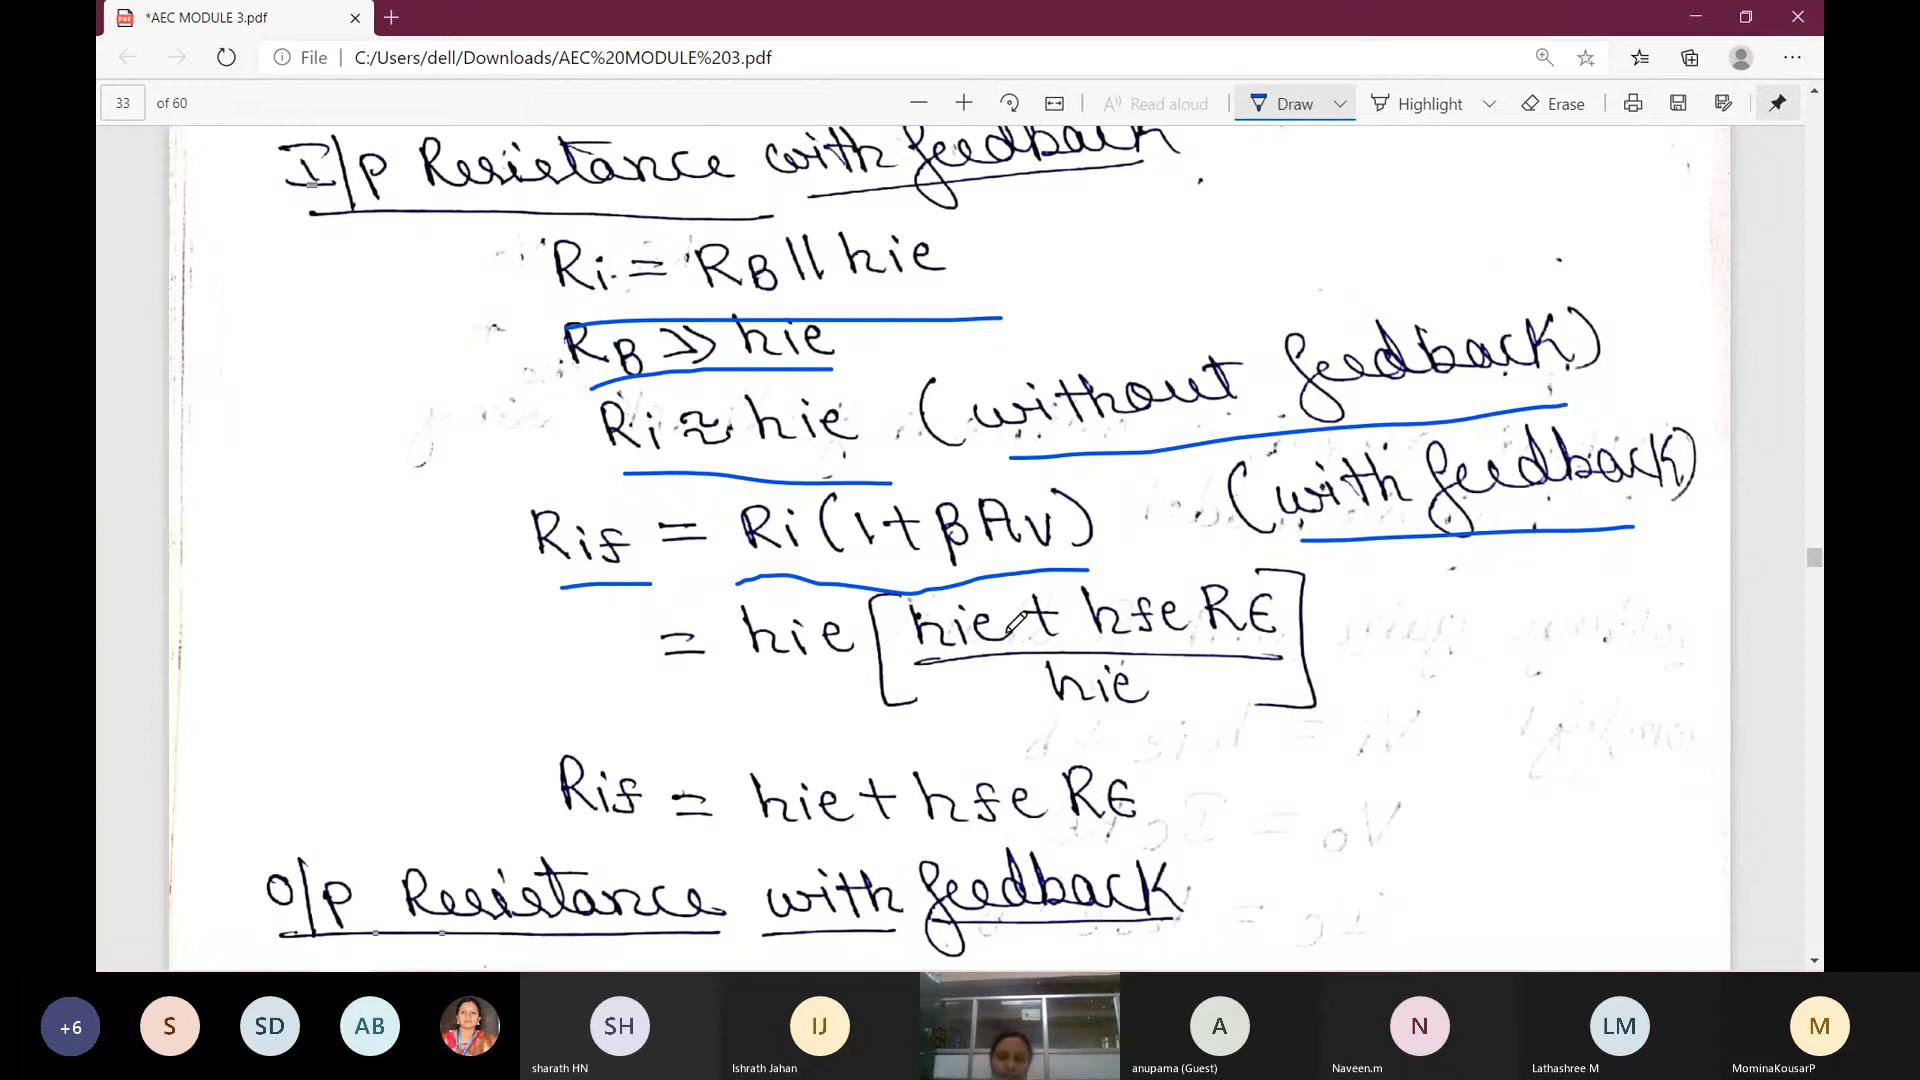 *AEC MODULE 3.pdf
File C:/Users/dell/Downloads/AEC%20MODULE%203.pdf
33 of 60 Read aloud Draw Highlight Erase
I/p Resistance with feedback
Ri = RB || hie
RB >> hie
Ri ≈ hie (without feedback)
(with feedback)
Rif = Ri (1 + βAv)
= hie [ hie + hfe RE
hie ]
Rif = hie + hfe RE
O/p Resistance with feedback
+6 S SD AB SH IJ A N LM M
sharath HN Ishrath Jahan anupama (Guest) Naveen.m Lathashree M MominaKousarP